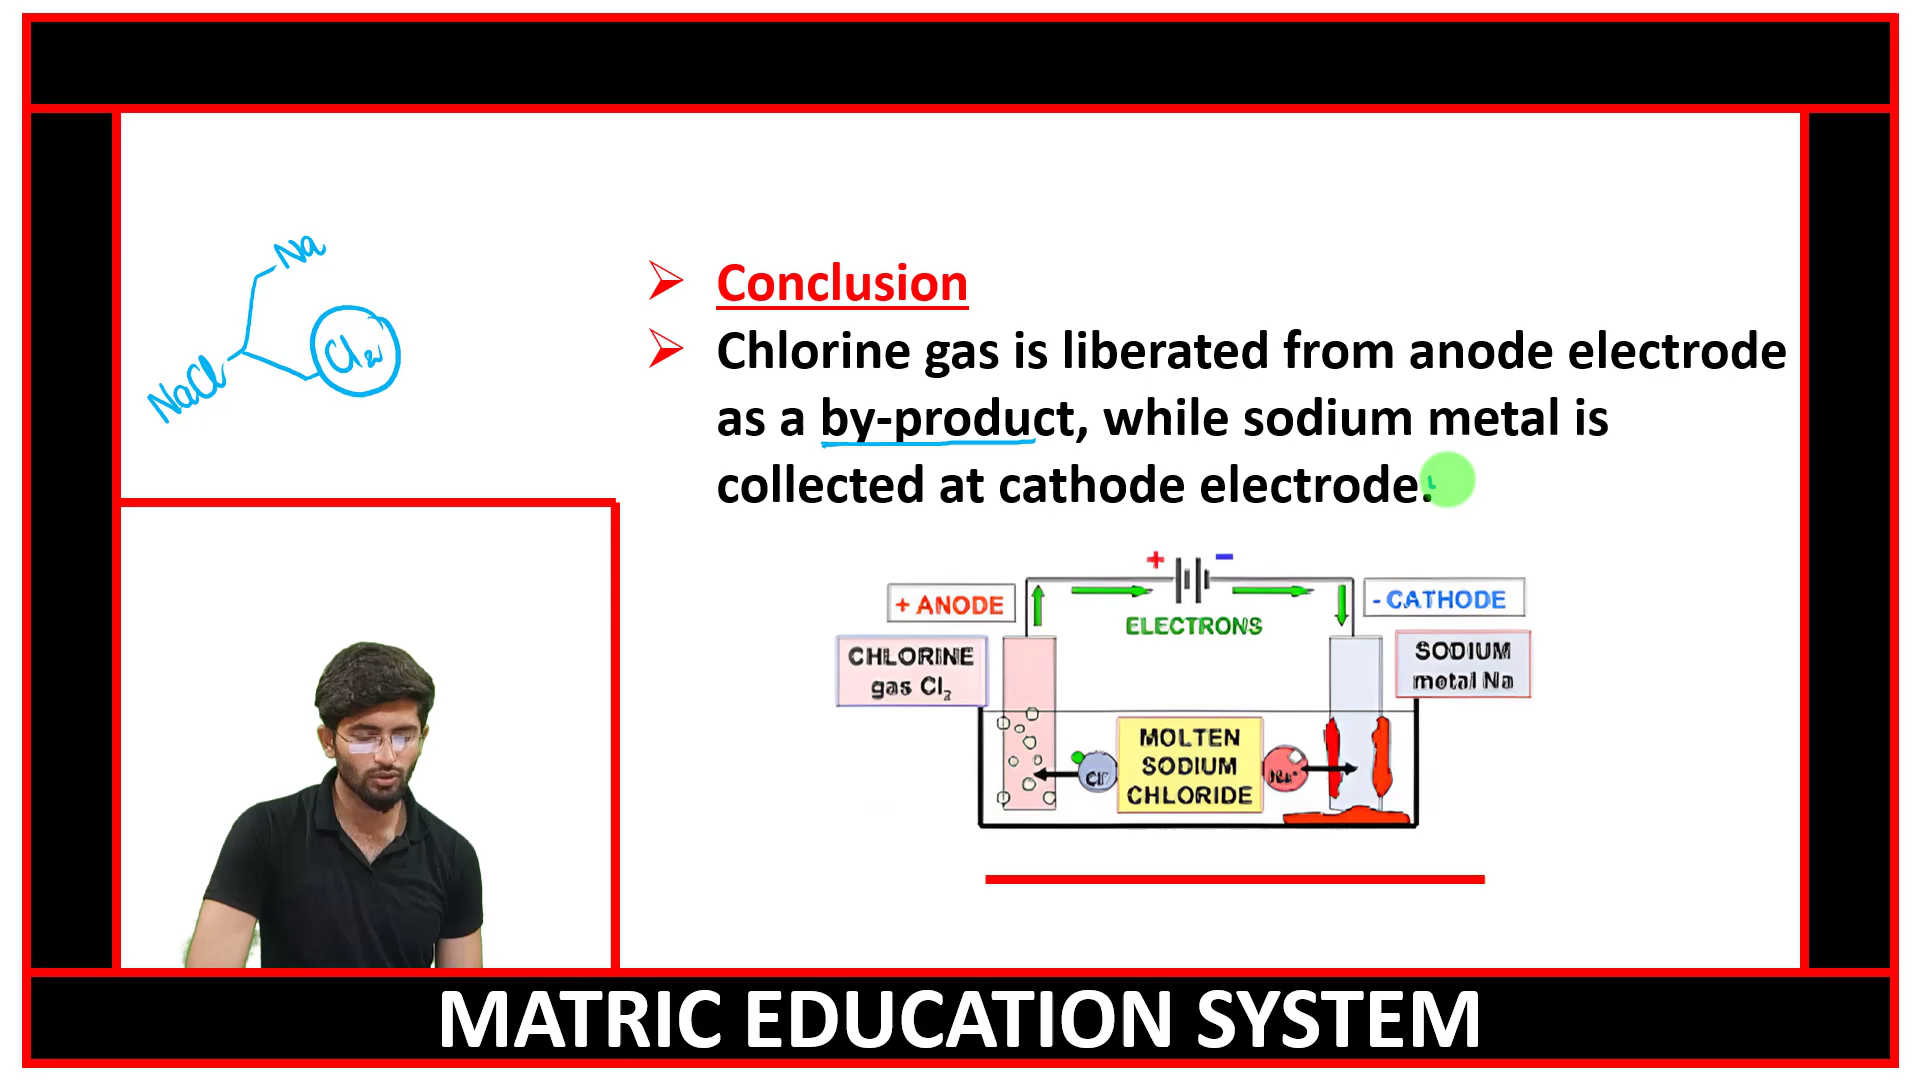 Na
Cl₂
NaCl
Conclusion
Chlorine gas is liberated from anode electrode
as a by-product, while sodium metal is
collected at cathode electrode.
+ −
+ ANODE
- CATHODE
ELECTRONS
CHLORINE
gas Cl₂
SODIUM
metal Na
MOLTEN
SODIUM
CHLORIDE
Cl⁻
Na⁺
MATRIC EDUCATION SYSTEM